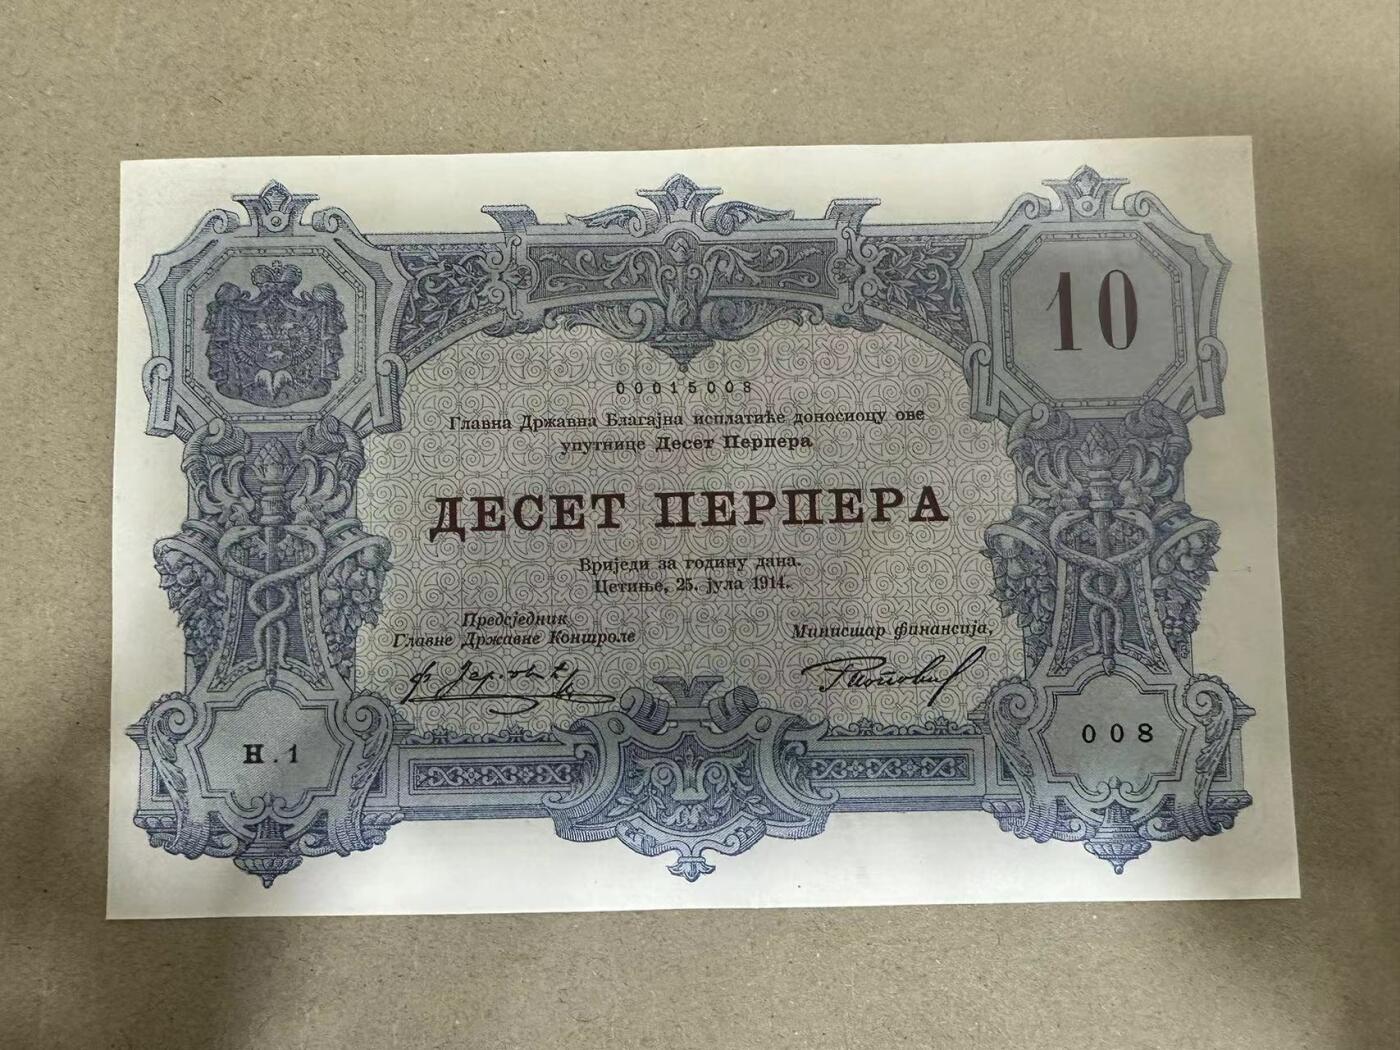 10
00015008
Главна Државна Благајна исплатиће доносиоцу ове
упутнице Десет Перпера
ДЕСЕТ ПЕРПЕРА
Вриједи за годину дана.
Цетиње, 25. јула 1914.
Предсједник
Главне Државне Контроле
Министар финансија,
Н.1
008